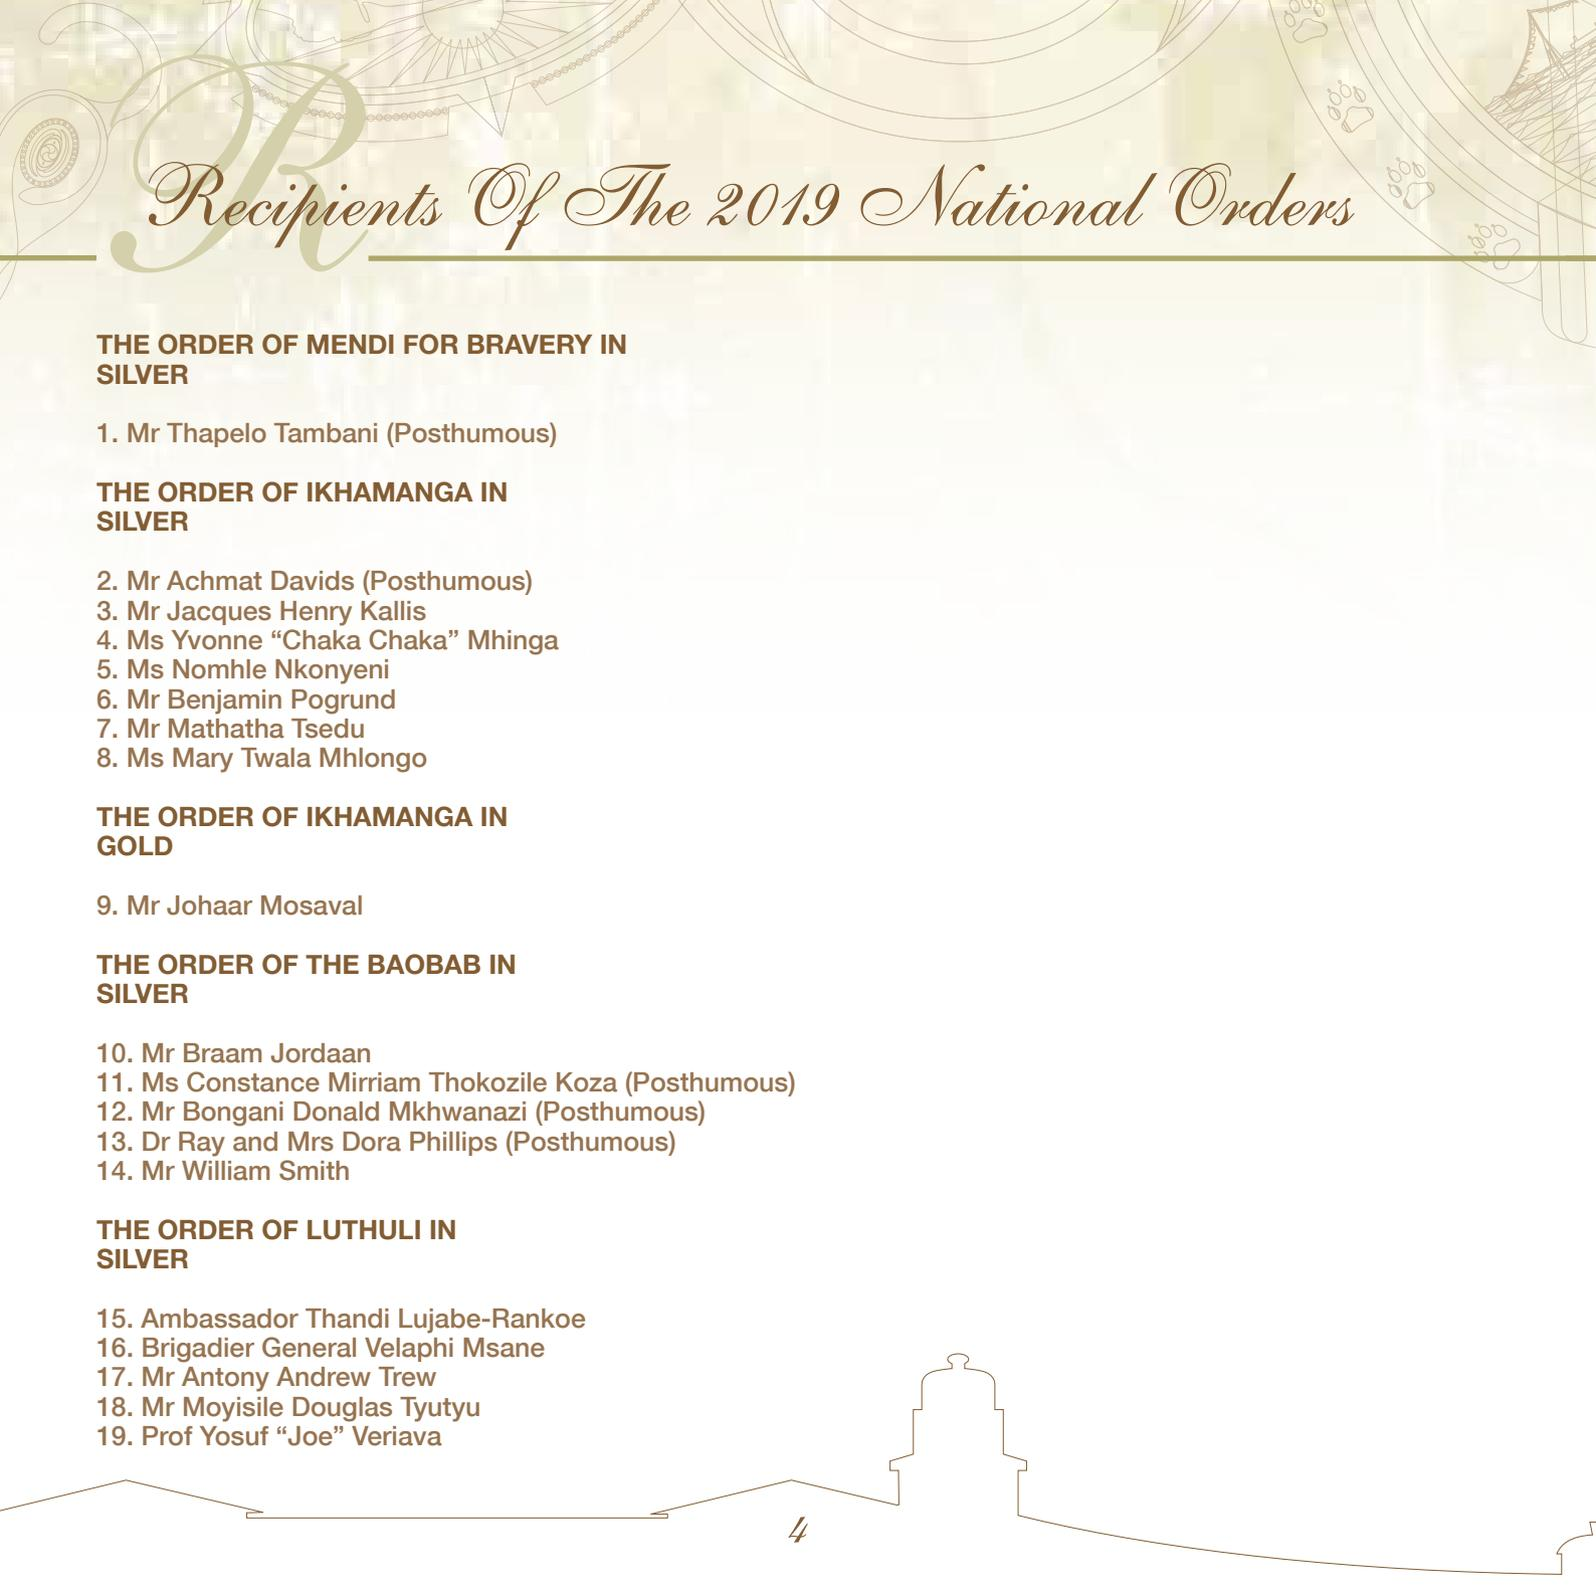 Recipients Of The 2019 National Orders
THE ORDER OF MENDI FOR BRAVERY IN
SILVER
1. Mr Thapelo Tambani (Posthumous)
THE ORDER OF IKHAMANGA IN
SILVER
2. Mr Achmat Davids (Posthumous)
3. Mr Jacques Henry Kallis
4. Ms Yvonne “Chaka Chaka” Mhinga
5. Ms Nomhle Nkonyeni
6. Mr Benjamin Pogrund
7. Mr Mathatha Tsedu
8. Ms Mary Twala Mhlongo
THE ORDER OF IKHAMANGA IN
GOLD
9. Mr Johaar Mosaval
THE ORDER OF THE BAOBAB IN
SILVER
10. Mr Braam Jordaan
11. Ms Constance Mirriam Thokozile Koza (Posthumous)
12. Mr Bongani Donald Mkhwanazi (Posthumous)
13. Dr Ray and Mrs Dora Phillips (Posthumous)
14. Mr William Smith
THE ORDER OF LUTHULI IN
SILVER
15. Ambassador Thandi Lujabe-Rankoe
16. Brigadier General Velaphi Msane
17. Mr Antony Andrew Trew
18. Mr Moyisile Douglas Tyutyu
19. Prof Yosuf “Joe” Veriava
4